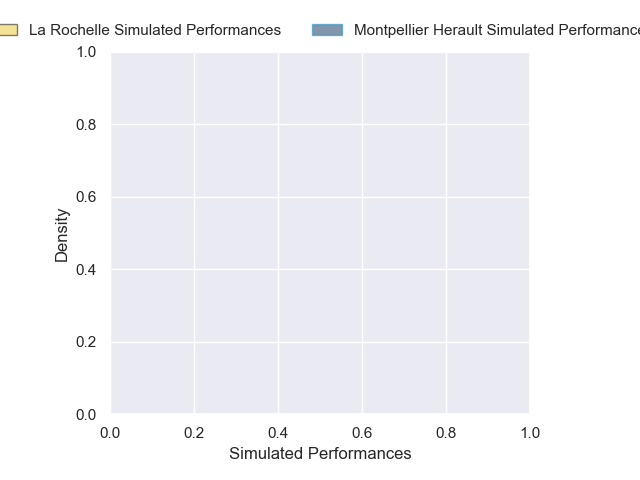 La Rochelle Simulated Performances Montpellier Herault Simulated Performance
1.0
0.8
0.6
0.4
0.2
0.0
Density
0.0 0.2 0.4 0.6 0.8 1.0
Simulated Performances